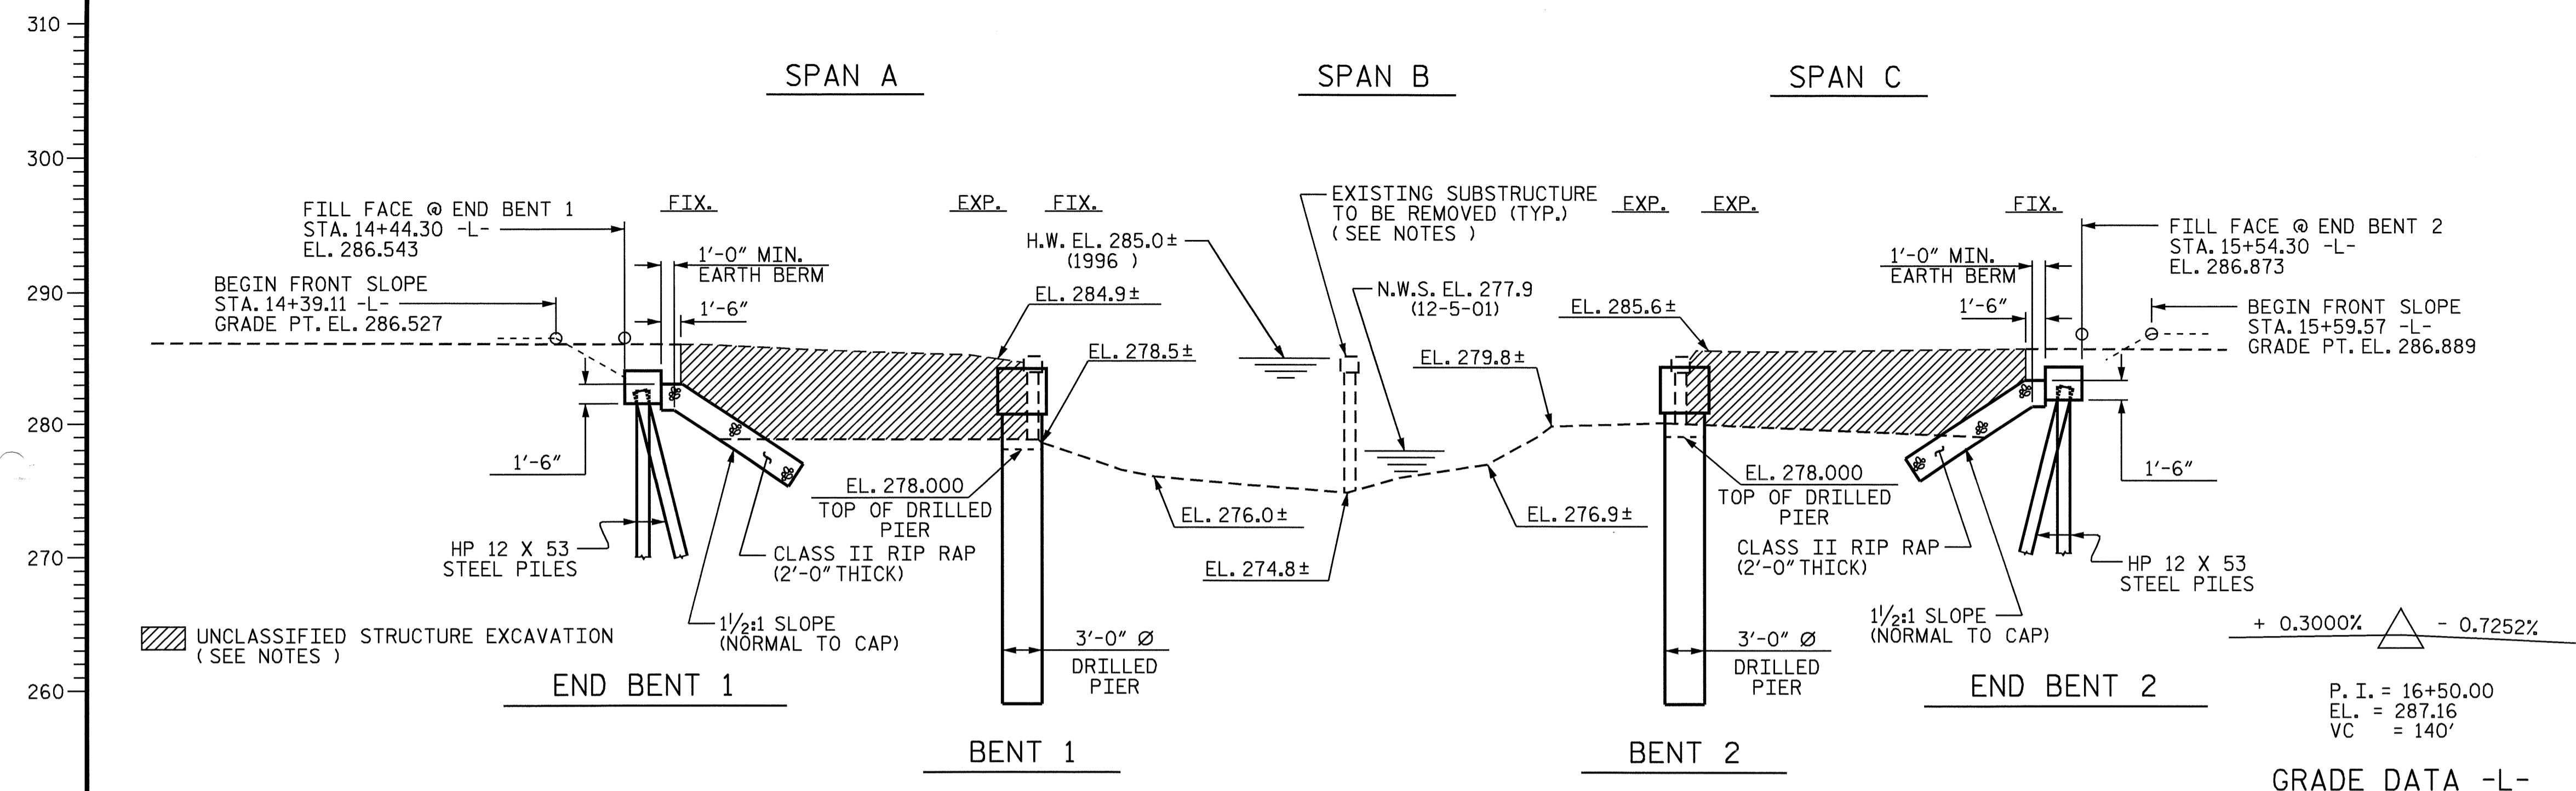 310
300
290
280
270
260
SPAN A
SPAN B
SPAN C
FILL FACE @ END BENT 1
STA. 14+44.30 -L-
EL. 286.543
BEGIN FRONT SLOPE
STA. 14+39.11 -L-
GRADE PT. EL. 286.527
FIX.
1'-0" MIN.
EARTH BERM
1'-6"
EXP.
FIX.
H.W. EL. 285.0±
(1996 )
EL. 284.9±
EL. 278.5±
EXISTING SUBSTRUCTURE
TO BE REMOVED (TYP.)
( SEE NOTES )
N.W.S. EL. 277.9
(12-5-01)
EL. 279.8±
EXP.
EXP.
EL. 285.6±
FIX.
1'-0" MIN.
EARTH BERM
1'-6"
FILL FACE @ END BENT 2
STA. 15+54.30 -L-
EL. 286.873
BEGIN FRONT SLOPE
STA. 15+59.57 -L-
GRADE PT. EL. 286.889
1'-6"
HP 12 X 53
STEEL PILES
EL. 278.000
TOP OF DRILLED
PIER
CLASS II RIP RAP
(2'-0" THICK)
1 1/2:1 SLOPE
(NORMAL TO CAP)
EL. 276.0±
EL. 274.8±
EL. 276.9±
EL. 278.000
TOP OF DRILLED
PIER
CLASS II RIP RAP
(2'-0" THICK)
1 1/2:1 SLOPE
(NORMAL TO CAP)
1'-6"
HP 12 X 53
STEEL PILES
UNCLASSIFIED STRUCTURE EXCAVATION
( SEE NOTES )
3'-0" Ø
DRILLED
PIER
3'-0" Ø
DRILLED
PIER
END BENT 1
BENT 1
BENT 2
END BENT 2
+ 0.3000%
- 0.7252%
P. I. = 16+50.00
EL. = 287.16
VC = 140'
GRADE DATA -L-